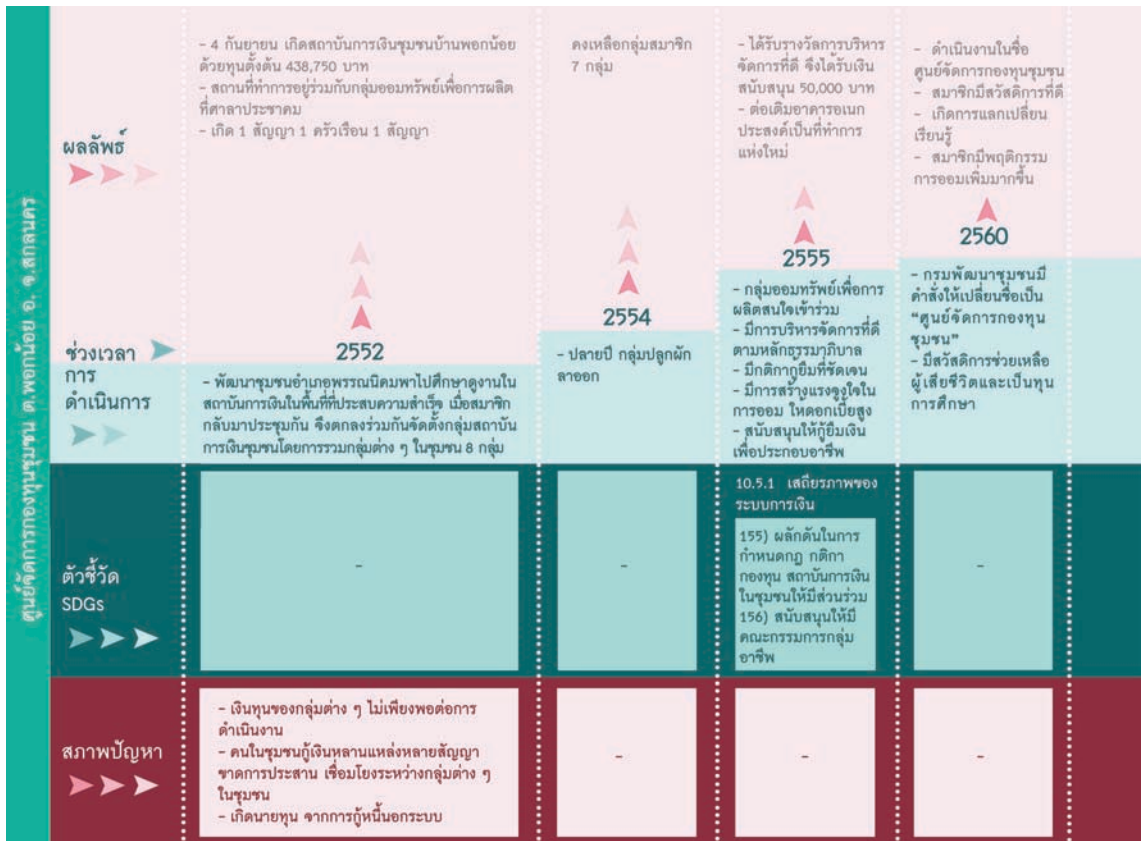 ศูนย์จัดการกองทุนชุมชน ต.พอกน้อย อ. จ.สกลนคร
ผลลัพธ์
- 4 กันยายน เกิดสถาบันการเงินชุมชนบ้านพอกน้อย
ด้วยทุนตั้งต้น 438,750 บาท
- สถานที่ทำการอยู่ร่วมกับกลุ่มออมทรัพย์เพื่อการผลิต
ที่ศาลาประชาคม
- เกิด 1 สัญญา 1 ครัวเรือน 1 สัญญา
คงเหลือกลุ่มสมาชิก
7 กลุ่ม
- ได้รับรางวัลการบริหาร
จัดการที่ดี จึงได้รับเงิน
สนับสนุน 50,000 บาท
- ต่อเติมอาคารอเนก
ประสงค์เป็นที่ทำการ
แห่งใหม่
- ดำเนินงานในชื่อ
ศูนย์จัดการกองทุนชุมชน
- สมาชิกมีสวัสดิการที่ดี
- เกิดการแลกเปลี่ยน
เรียนรู้
- สมาชิกมีพฤติกรรม
การออมเพิ่มมากขึ้น
ช่วงเวลา
การ
ดำเนินการ
2552
- พัฒนาชุมชนอำเภอพรรณนิคมพาไปศึกษาดูงานใน
สถาบันการเงินในพื้นที่ที่ประสบความสำเร็จ เมื่อสมาชิก
กลับมาประชุมกัน จึงตกลงร่วมกันจัดตั้งกลุ่มสถาบัน
การเงินชุมชนโดยการรวมกลุ่มต่าง ๆ ในชุมชน 8 กลุ่ม
2554
- ปลายปี กลุ่มปลูกผัก
ลาออก
2555
- กลุ่มออมทรัพย์เพื่อการ
ผลิตสนใจเข้าร่วม
- มีการบริหารจัดการที่ดี
ตามหลักธรรมาภิบาล
- มีกติกากู้ยืมที่ชัดเจน
- มีการสร้างแรงจูงใจใน
การออม ให้ดอกเบี้ยสูง
- สนับสนุนให้กู้ยืมเงิน
เพื่อประกอบอาชีพ
2560
- กรมพัฒนาชุมชนมี
คำสั่งให้เปลี่ยนชื่อเป็น
“ศูนย์จัดการกองทุน
ชุมชน”
- มีสวัสดิการช่วยเหลือ
ผู้เสียชีวิตและเป็นทุน
การศึกษา
ตัวชี้วัด
SDGs
-
-
10.5.1 เสถียรภาพของ
ระบบการเงิน
155) ผลักดันในการ
กำหนดกฎ กติกา
กองทุน สถาบันการเงิน
ในชุมชนให้มีส่วนร่วม
156) สนับสนุนให้มี
คณะกรรมการกลุ่ม
อาชีพ
-
สภาพปัญหา
- เงินทุนของกลุ่มต่าง ๆ ไม่เพียงพอต่อการ
ดำเนินงาน
- คนในชุมชนกู้เงินหลานแหล่งหลายสัญญา
ขาดการประสาน เชื่อมโยงระหว่างกลุ่มต่าง ๆ
ในชุมชน
- เกิดนายทุน จากการกู้หนี้นอกระบบ
-
-
-